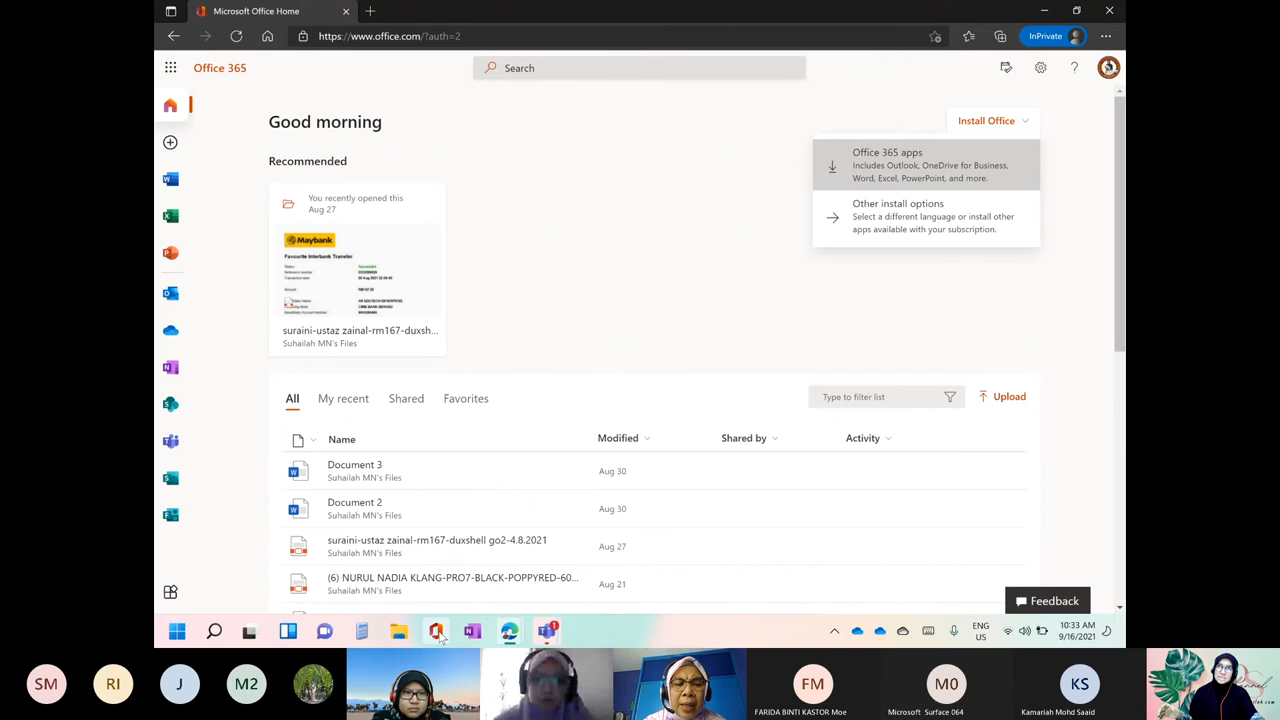 Microsoft Office Home
https://www.office.com/?auth=2
InPrivate
Office 365
Search
Good morning
Install Office
Recommended
Office 365 apps
Includes Outlook, OneDrive for Business,
Word, Excel, PowerPoint, and more.
Other install options
Select a different language or install other
apps available with your subscription.
You recently opened this
Aug 27
Maybank
Favourite Interbank Transfer
suraini-ustaz zainal-rm167-duxsh...
Suhailah MN's Files
All
My recent
Shared
Favorites
Type to filter list
Upload
Name
Modified
Shared by
Activity
Document 3
Suhailah MN's Files
Aug 30
Document 2
Suhailah MN's Files
Aug 30
suraini-ustaz zainal-rm167-duxshell go2-4.8.2021
Suhailah MN's Files
Aug 27
(6) NURUL NADIA KLANG-PRO7-BLACK-POPPYRED-60...
Suhailah MN's Files
Aug 21
Feedback
1
ENG
US
10:33 AM
9/16/2021
SM
RI
J
M2
FM
FARIDA BINTI KASTOR Moe
M0
Microsoft Surface 064
KS
Kamariah Mohd Saaid